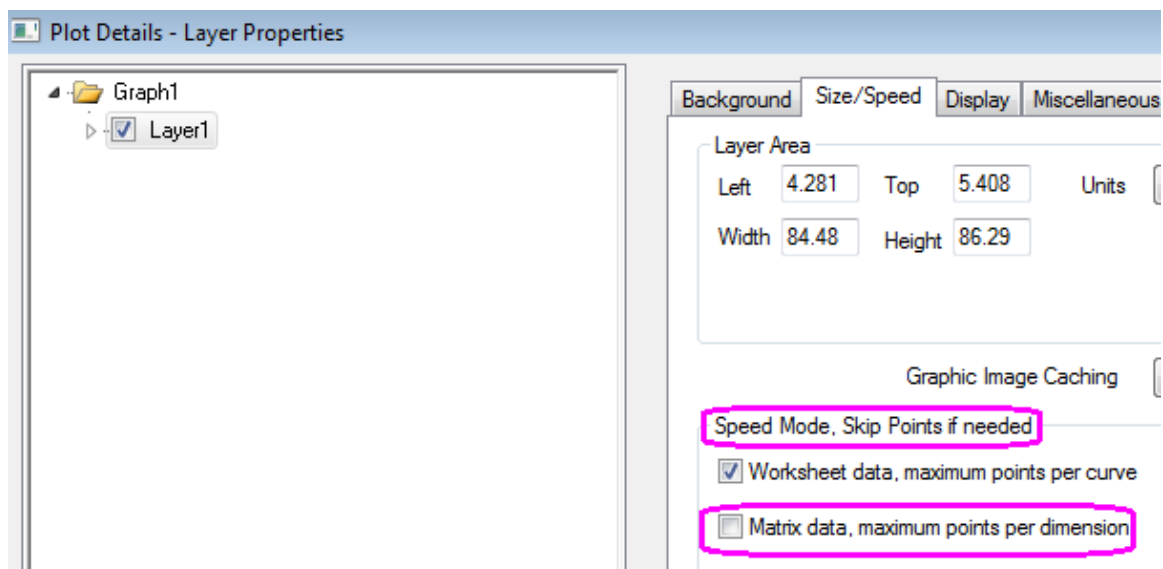 Plot Details - Layer Properties
Graph1
Layer1
Background Size/Speed Display Miscellaneous
Layer Area
Left 4.281 Top 5.408 Units
Width 84.48 Height 86.29
Graphic Image Caching
Speed Mode, Skip Points if needed
Worksheet data, maximum points per curve
Matrix data, maximum points per dimension